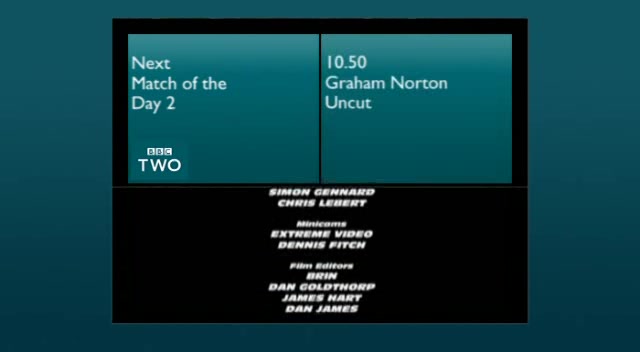 Next
Match of the
Day 2
10.50
Graham Norton
Uncut
BBC
TWO
SIMON GENNARD
CHRIS LEBERT
Minicams
EXTREME VIDEO
DENNIS FITCH
Film Editors
BRIN
DAN GOLDTHORP
JAMES HART
DAN JAMES